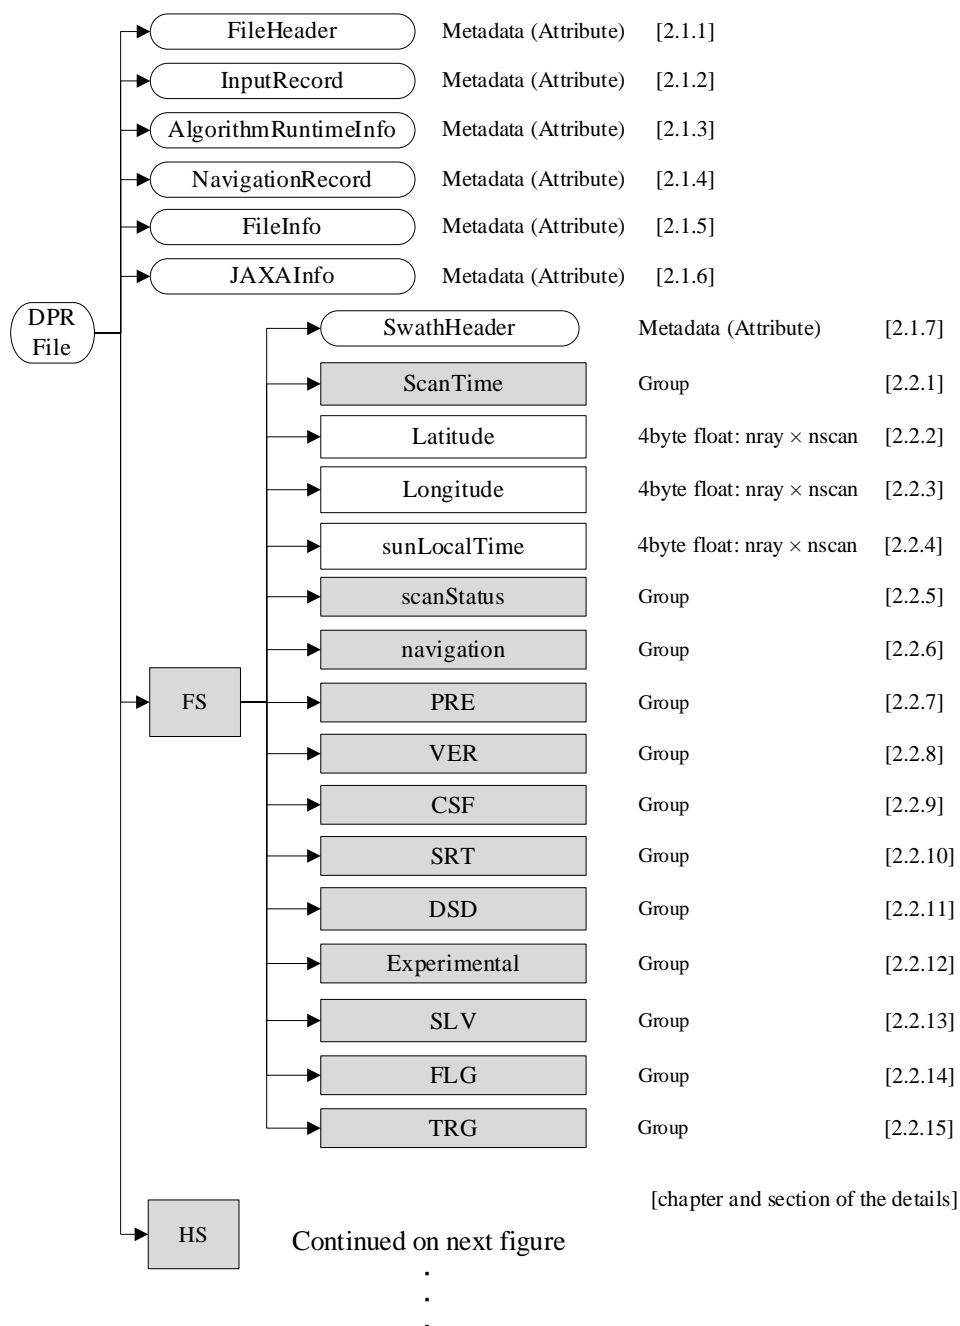 FileHeader Metadata (Attribute) [2.1.1]
InputRecord Metadata (Attribute) [2.1.2]
AlgorithmRuntimeInfo Metadata (Attribute) [2.1.3]
NavigationRecord Metadata (Attribute) [2.1.4]
FileInfo Metadata (Attribute) [2.1.5]
JAXAInfo Metadata (Attribute) [2.1.6]
DPR
File
SwathHeader Metadata (Attribute) [2.1.7]
ScanTime Group [2.2.1]
Latitude 4byte float: nray × nscan [2.2.2]
Longitude 4byte float: nray × nscan [2.2.3]
sunLocalTime 4byte float: nray × nscan [2.2.4]
scanStatus Group [2.2.5]
navigation Group [2.2.6]
FS
PRE Group [2.2.7]
VER Group [2.2.8]
CSF Group [2.2.9]
SRT Group [2.2.10]
DSD Group [2.2.11]
Experimental Group [2.2.12]
SLV Group [2.2.13]
FLG Group [2.2.14]
TRG Group [2.2.15]
[chapter and section of the details]
HS
Continued on next figure
.
.
.